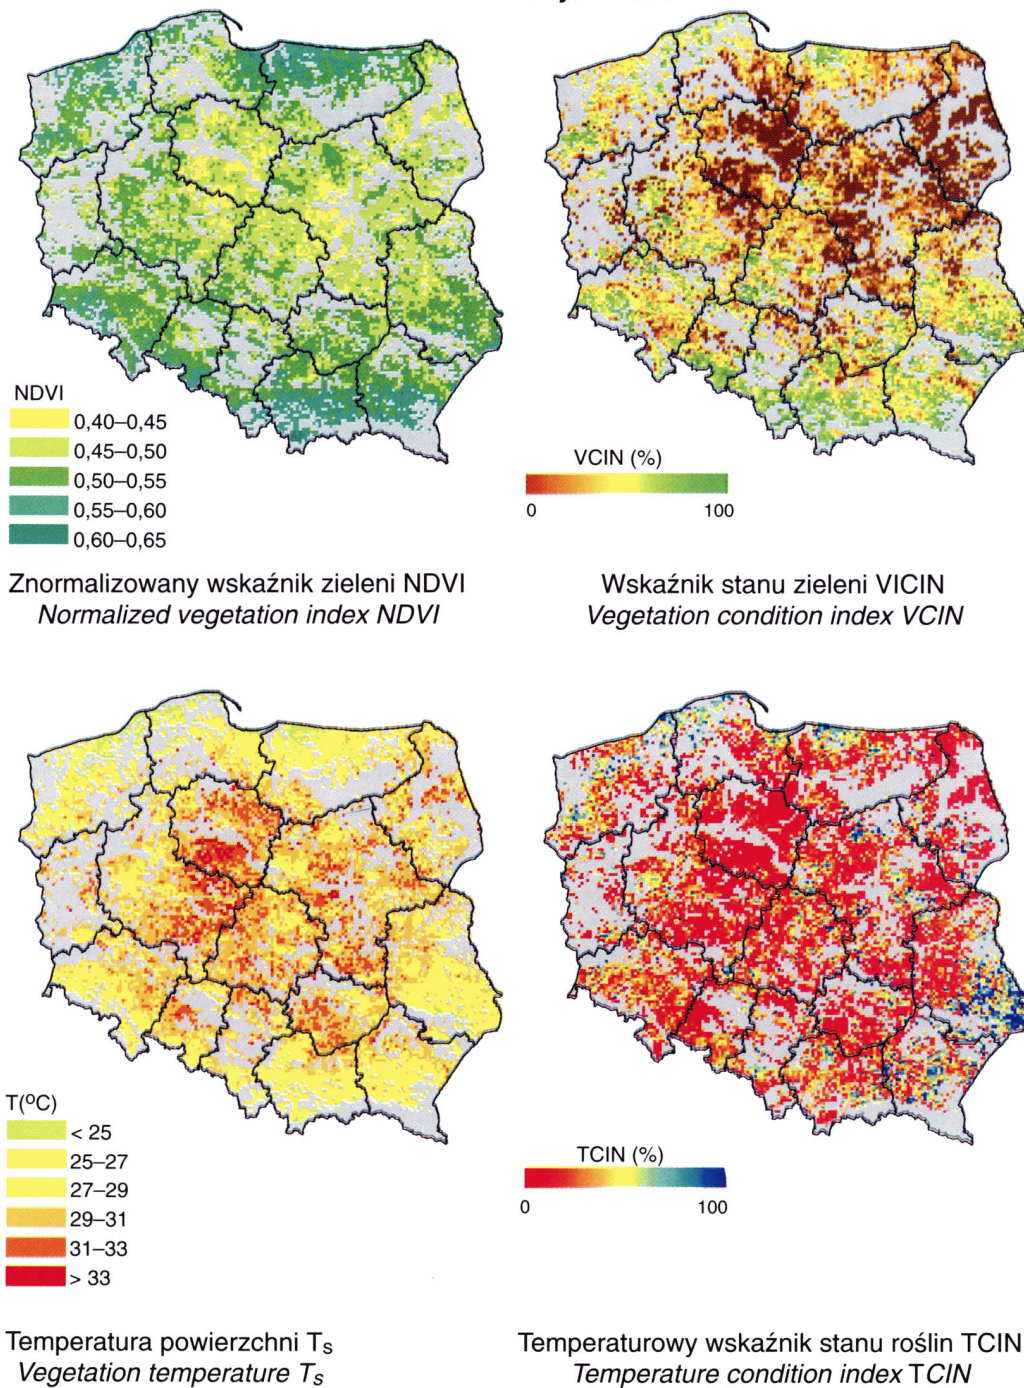 NDVI
0,40–0,45
0,45–0,50
0,50–0,55
0,55–0,60
0,60–0,65
VCIN (%)
0 100
Znormalizowany wskaźnik zieleni NDVI
Normalized vegetation index NDVI
Wskaźnik stanu zieleni VICIN
Vegetation condition index VCIN
T(°C)
< 25
25–27
27–29
29–31
31–33
> 33
TCIN (%)
0 100
Temperatura powierzchni Ts
Vegetation temperature Ts
Temperaturowy wskaźnik stanu roślin TCIN
Temperature condition index TCIN